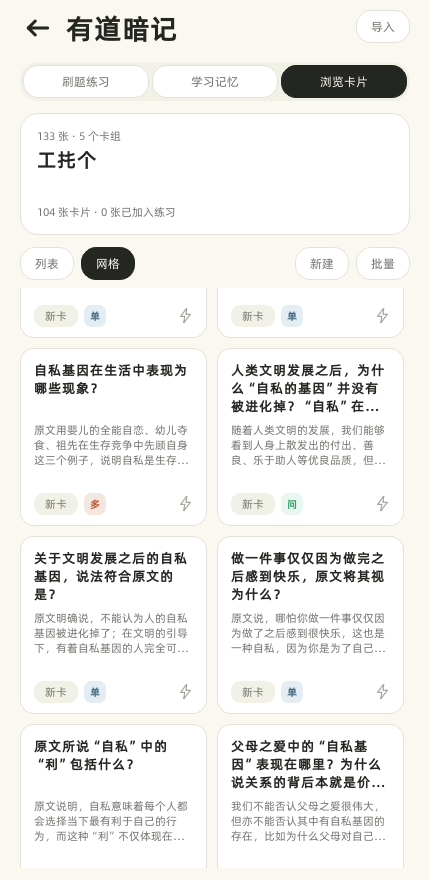 有道暗记
导入
刷题练习
学习记忆
浏览卡片
133 张 · 5 个卡组
104 张卡片 · 0 张已加入练习
列表
网格
新建
批量
新卡 单
新卡 单
自私基因在生活中表现为
哪些现象？
原文用婴儿的全能自恋、幼儿夺
食、祖先在生存竞争中先顾自身
这三个例子，说明自私是生存...
新卡 多
人类文明发展之后，为什
么“自私的基因”并没有
被进化掉？“自私”在...
随着人类文明的发展，我们能够
看到人身上散发出的付出、善
良、乐于助人等优良品质，但...
新卡 问
关于文明发展之后的自私
基因，说法符合原文的
是？
原文明确说，不能认为人的自私
基因被进化掉了；在文明的引导
下，有着自私基因的人完全可...
新卡 单
做一件事仅仅因为做完之
后感到快乐，原文将其视
为什么？
原文说，哪怕你做一件事仅仅因
为做了之后感到很快乐，这也是
一种自私，因为你是为了自己...
新卡 单
原文所说“自私”中的
“利”包括什么？
原文说明，自私意味着每个人都
会选择当下最有利于自己的行
为，而这种“利”不仅体现在...
父母之爱中的“自私基
因”表现在哪里？为什么
说关系的背后本就是价...
我们不能否认父母之爱很伟大，
但亦不能否认其中有自私基因的
存在，比如为什么父母对自己...